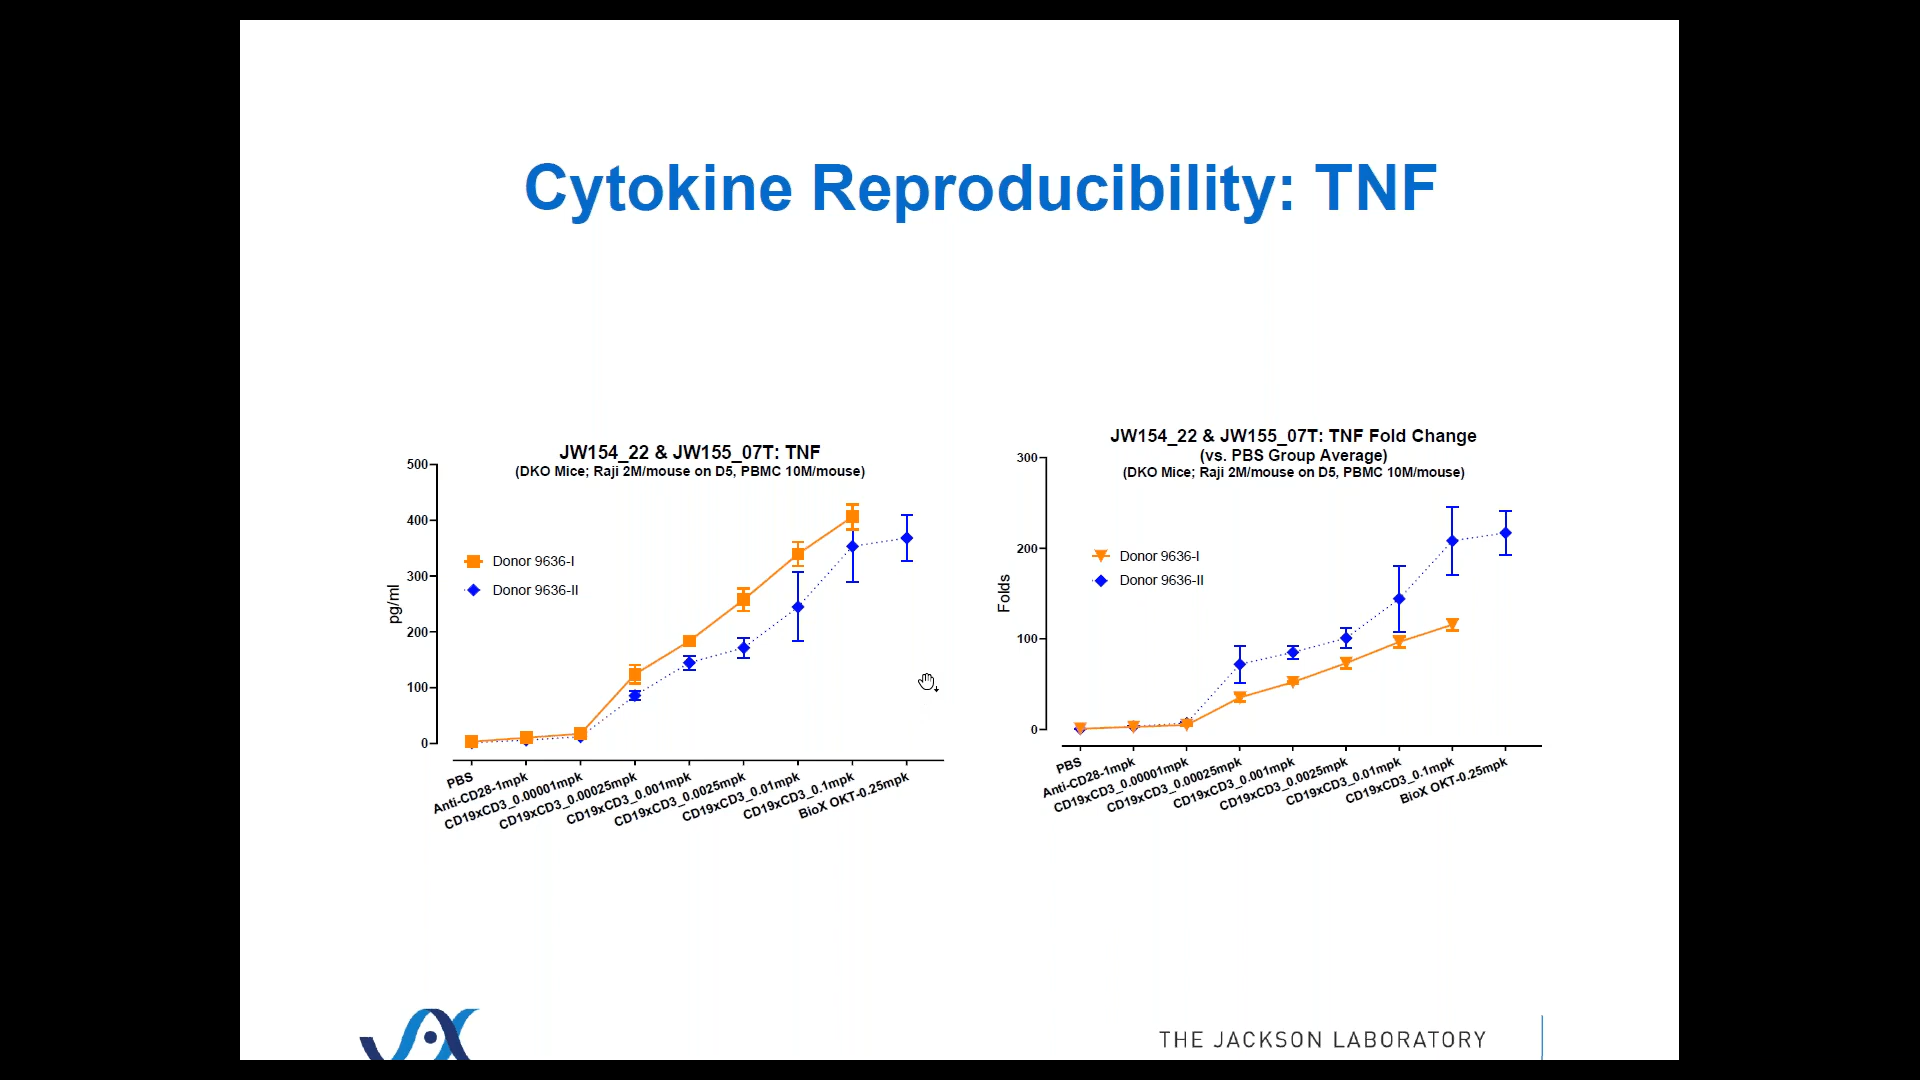 Cytokine Reproducibility: TNF
JW154_22 & JW155_07T: TNF
(DKO Mice; Raji 2M/mouse on D5, PBMC 10M/mouse)
500
400
300
200
100
0
pg/ml
Donor 9636-I
Donor 9636-II
PBS
Anti-CD28-1mpk
CD19xCD3_0.00001mpk
CD19xCD3_0.00025mpk
CD19xCD3_0.001mpk
CD19xCD3_0.0025mpk
CD19xCD3_0.01mpk
CD19xCD3_0.1mpk
BioX OKT-0.25mpk
JW154_22 & JW155_07T: TNF Fold Change
(vs. PBS Group Average)
(DKO Mice; Raji 2M/mouse on D5, PBMC 10M/mouse)
300
200
100
0
Folds
Donor 9636-I
Donor 9636-II
PBS
Anti-CD28-1mpk
CD19xCD3_0.00001mpk
CD19xCD3_0.00025mpk
CD19xCD3_0.001mpk
CD19xCD3_0.0025mpk
CD19xCD3_0.01mpk
CD19xCD3_0.1mpk
BioX OKT-0.25mpk
THE JACKSON LABORATORY